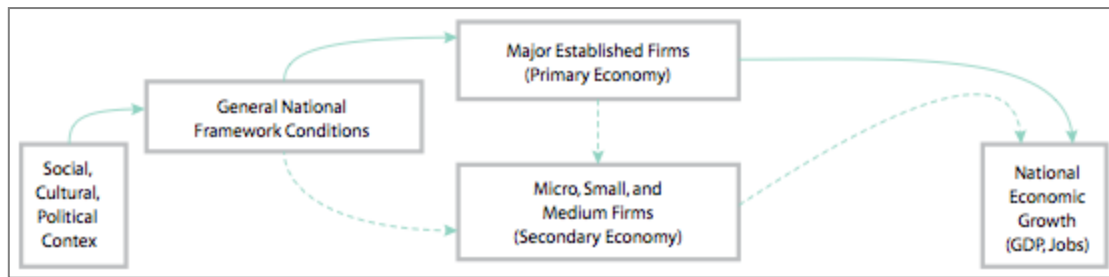 Major Established Firms
(Primary Economy)
General National
Framework Conditions
Social,
Cultural,
Political
Contex
Micro, Small, and
Medium Firms
(Secondary Economy)
National
Economic
Growth
(GDP, Jobs)